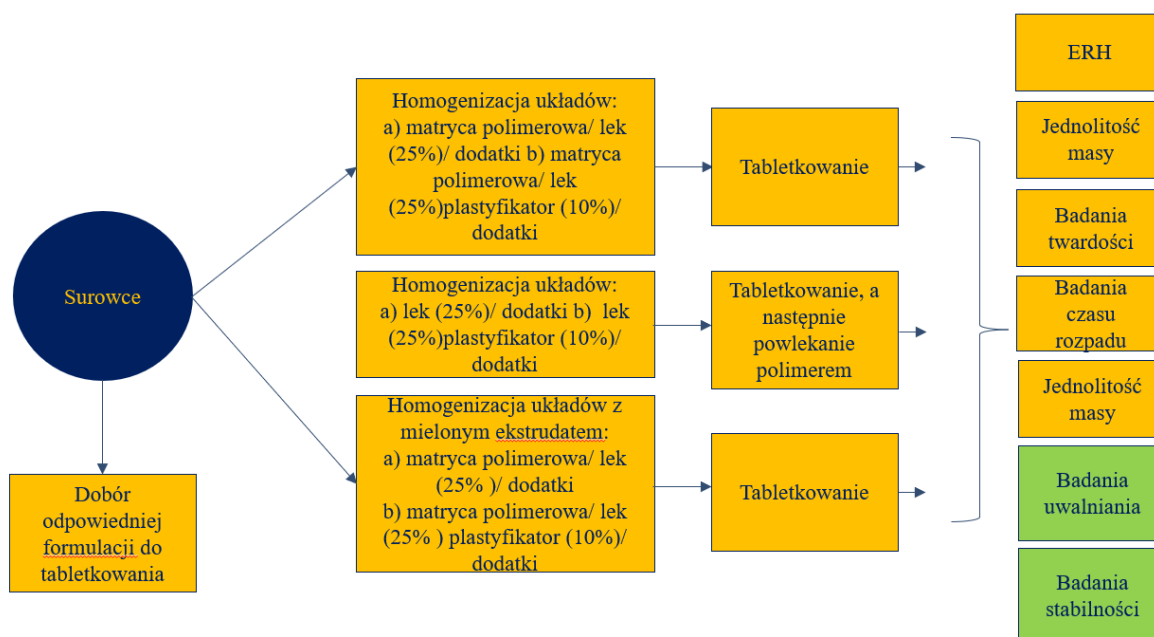 Surowce
Dobór
odpowiedniej
formulacji do
tabletkowania
Homogenizacja układów:
a) matryca polimerowa/ lek
(25%)/ dodatki b) matryca
polimerowa/ lek
(25%)plastyfikator (10%)/
dodatki
Tabletkowanie
Homogenizacja układów:
a) lek (25%)/ dodatki b)  lek
(25%)plastyfikator (10%)/
dodatki
Tabletkowanie, a
następnie
powlekanie
polimerem
Homogenizacja układów z
mielonym ekstrudatem:
a) matryca polimerowa/ lek
(25% )/ dodatki
b) matryca polimerowa/ lek
(25% ) plastyfikator (10%)/
dodatki
Tabletkowanie
ERH
Jednolitość
masy
Badania
twardości
Badania
czasu
rozpadu
Jednolitość
masy
Badania
uwalniania
Badania
stabilności